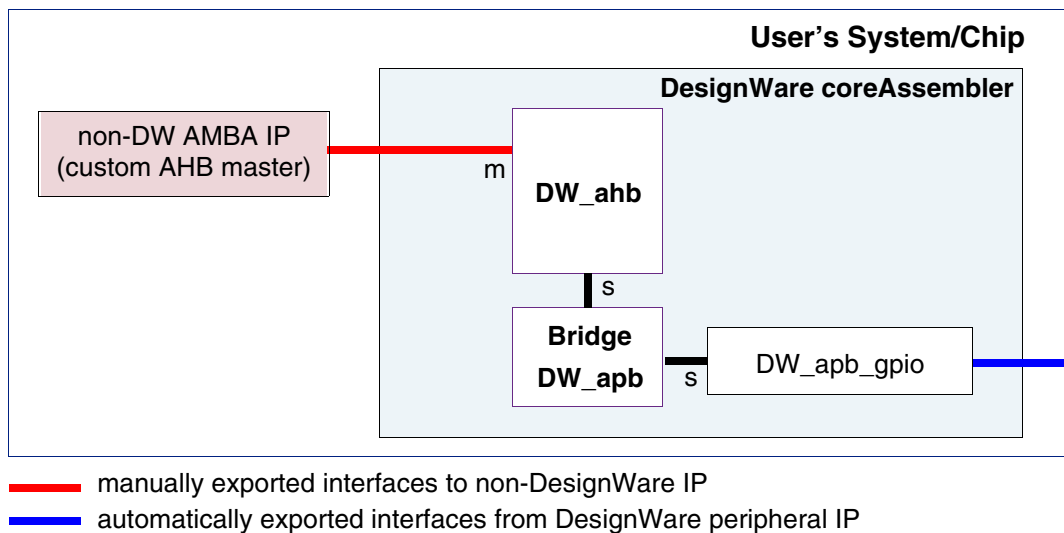 User's System/Chip
DesignWare coreAssembler
non-DW AMBA IP
(custom AHB master)
m
DW_ahb
s
Bridge
DW_apb
s
DW_apb_gpio
manually exported interfaces to non-DesignWare IP
automatically exported interfaces from DesignWare peripheral IP